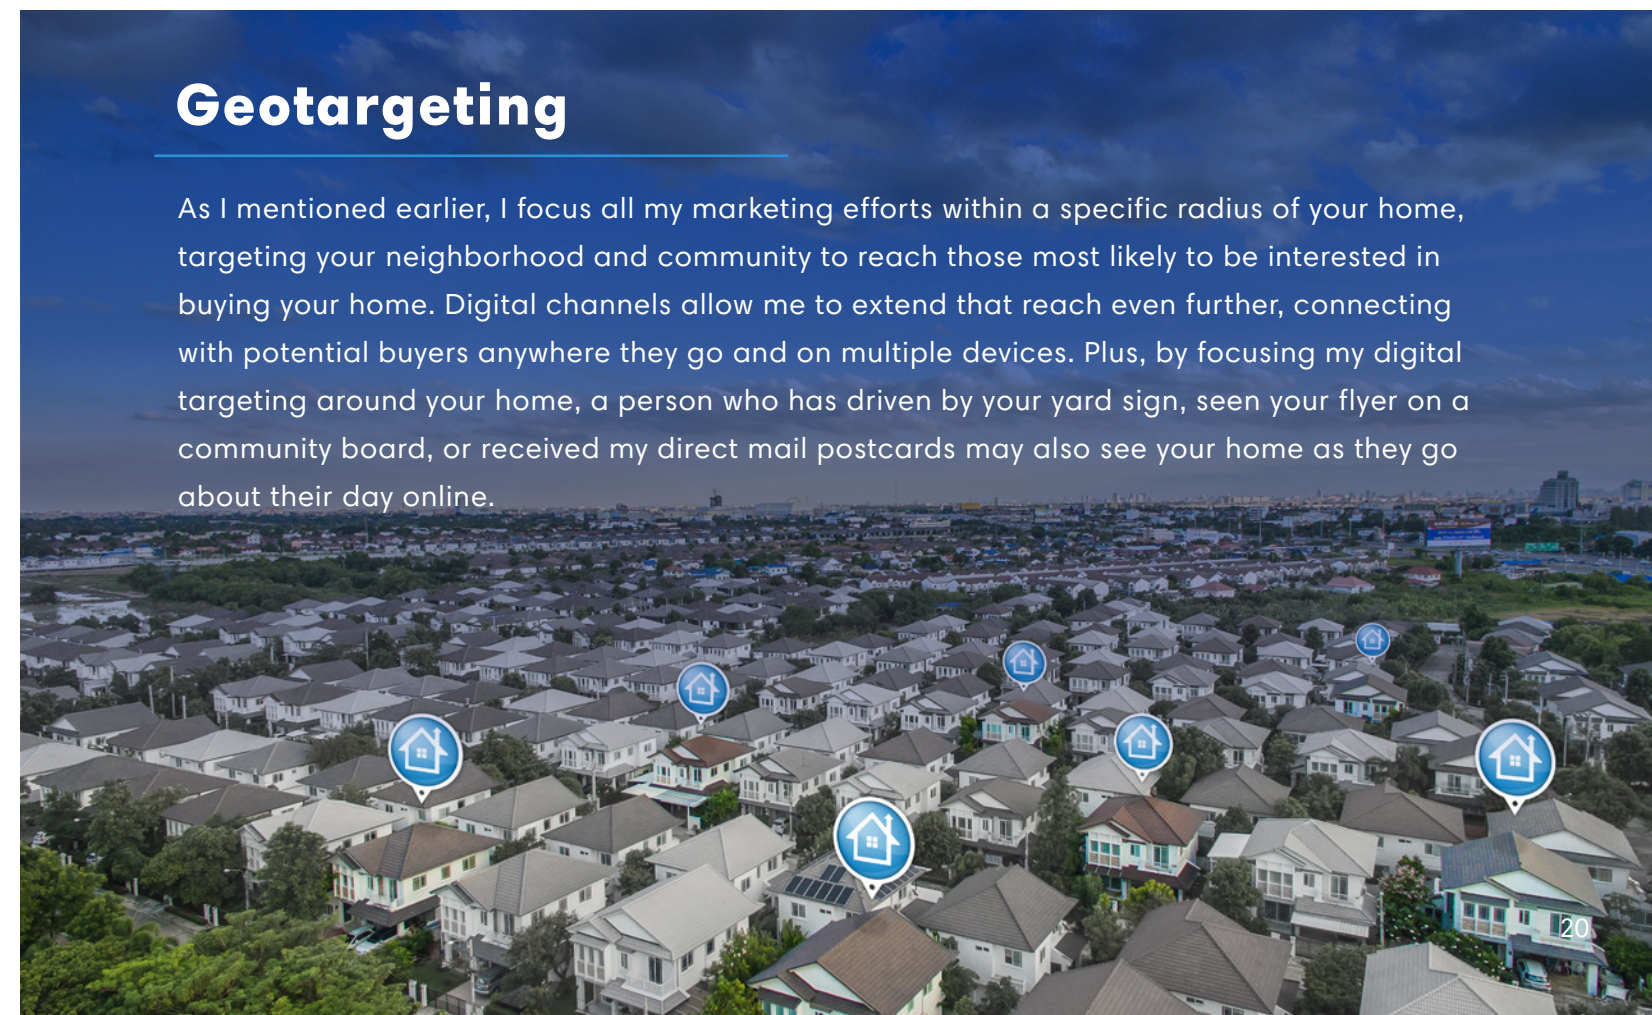 Geotargeting
As I mentioned earlier, I focus all my marketing efforts within a specific radius of your home,
targeting your neighborhood and community to reach those most likely to be interested in
buying your home. Digital channels allow me to extend that reach even further, connecting
with potential buyers anywhere they go and on multiple devices. Plus, by focusing my digital
targeting around your home, a person who has driven by your yard sign, seen your flyer on a
community board, or received my direct mail postcards may also see your home as they go
about their day online.
20